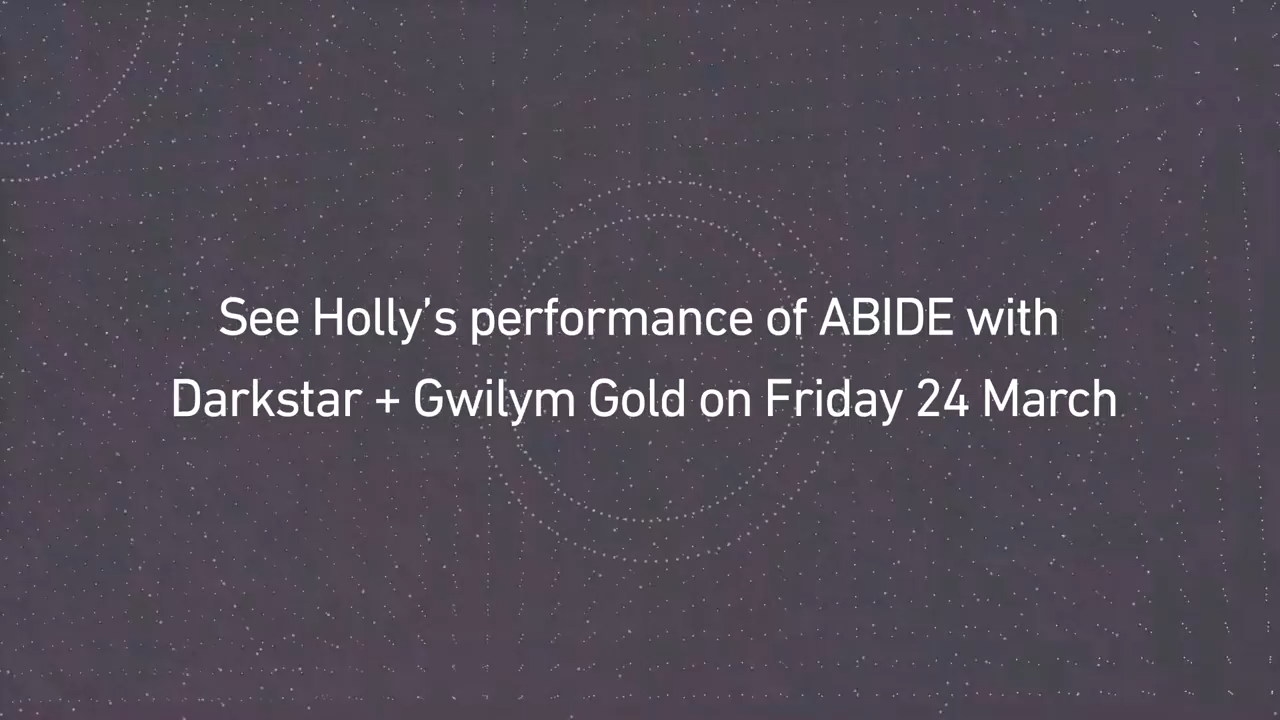 See Holly’s performance of ABIDE with
Darkstar + Gwilym Gold on Friday 24 March